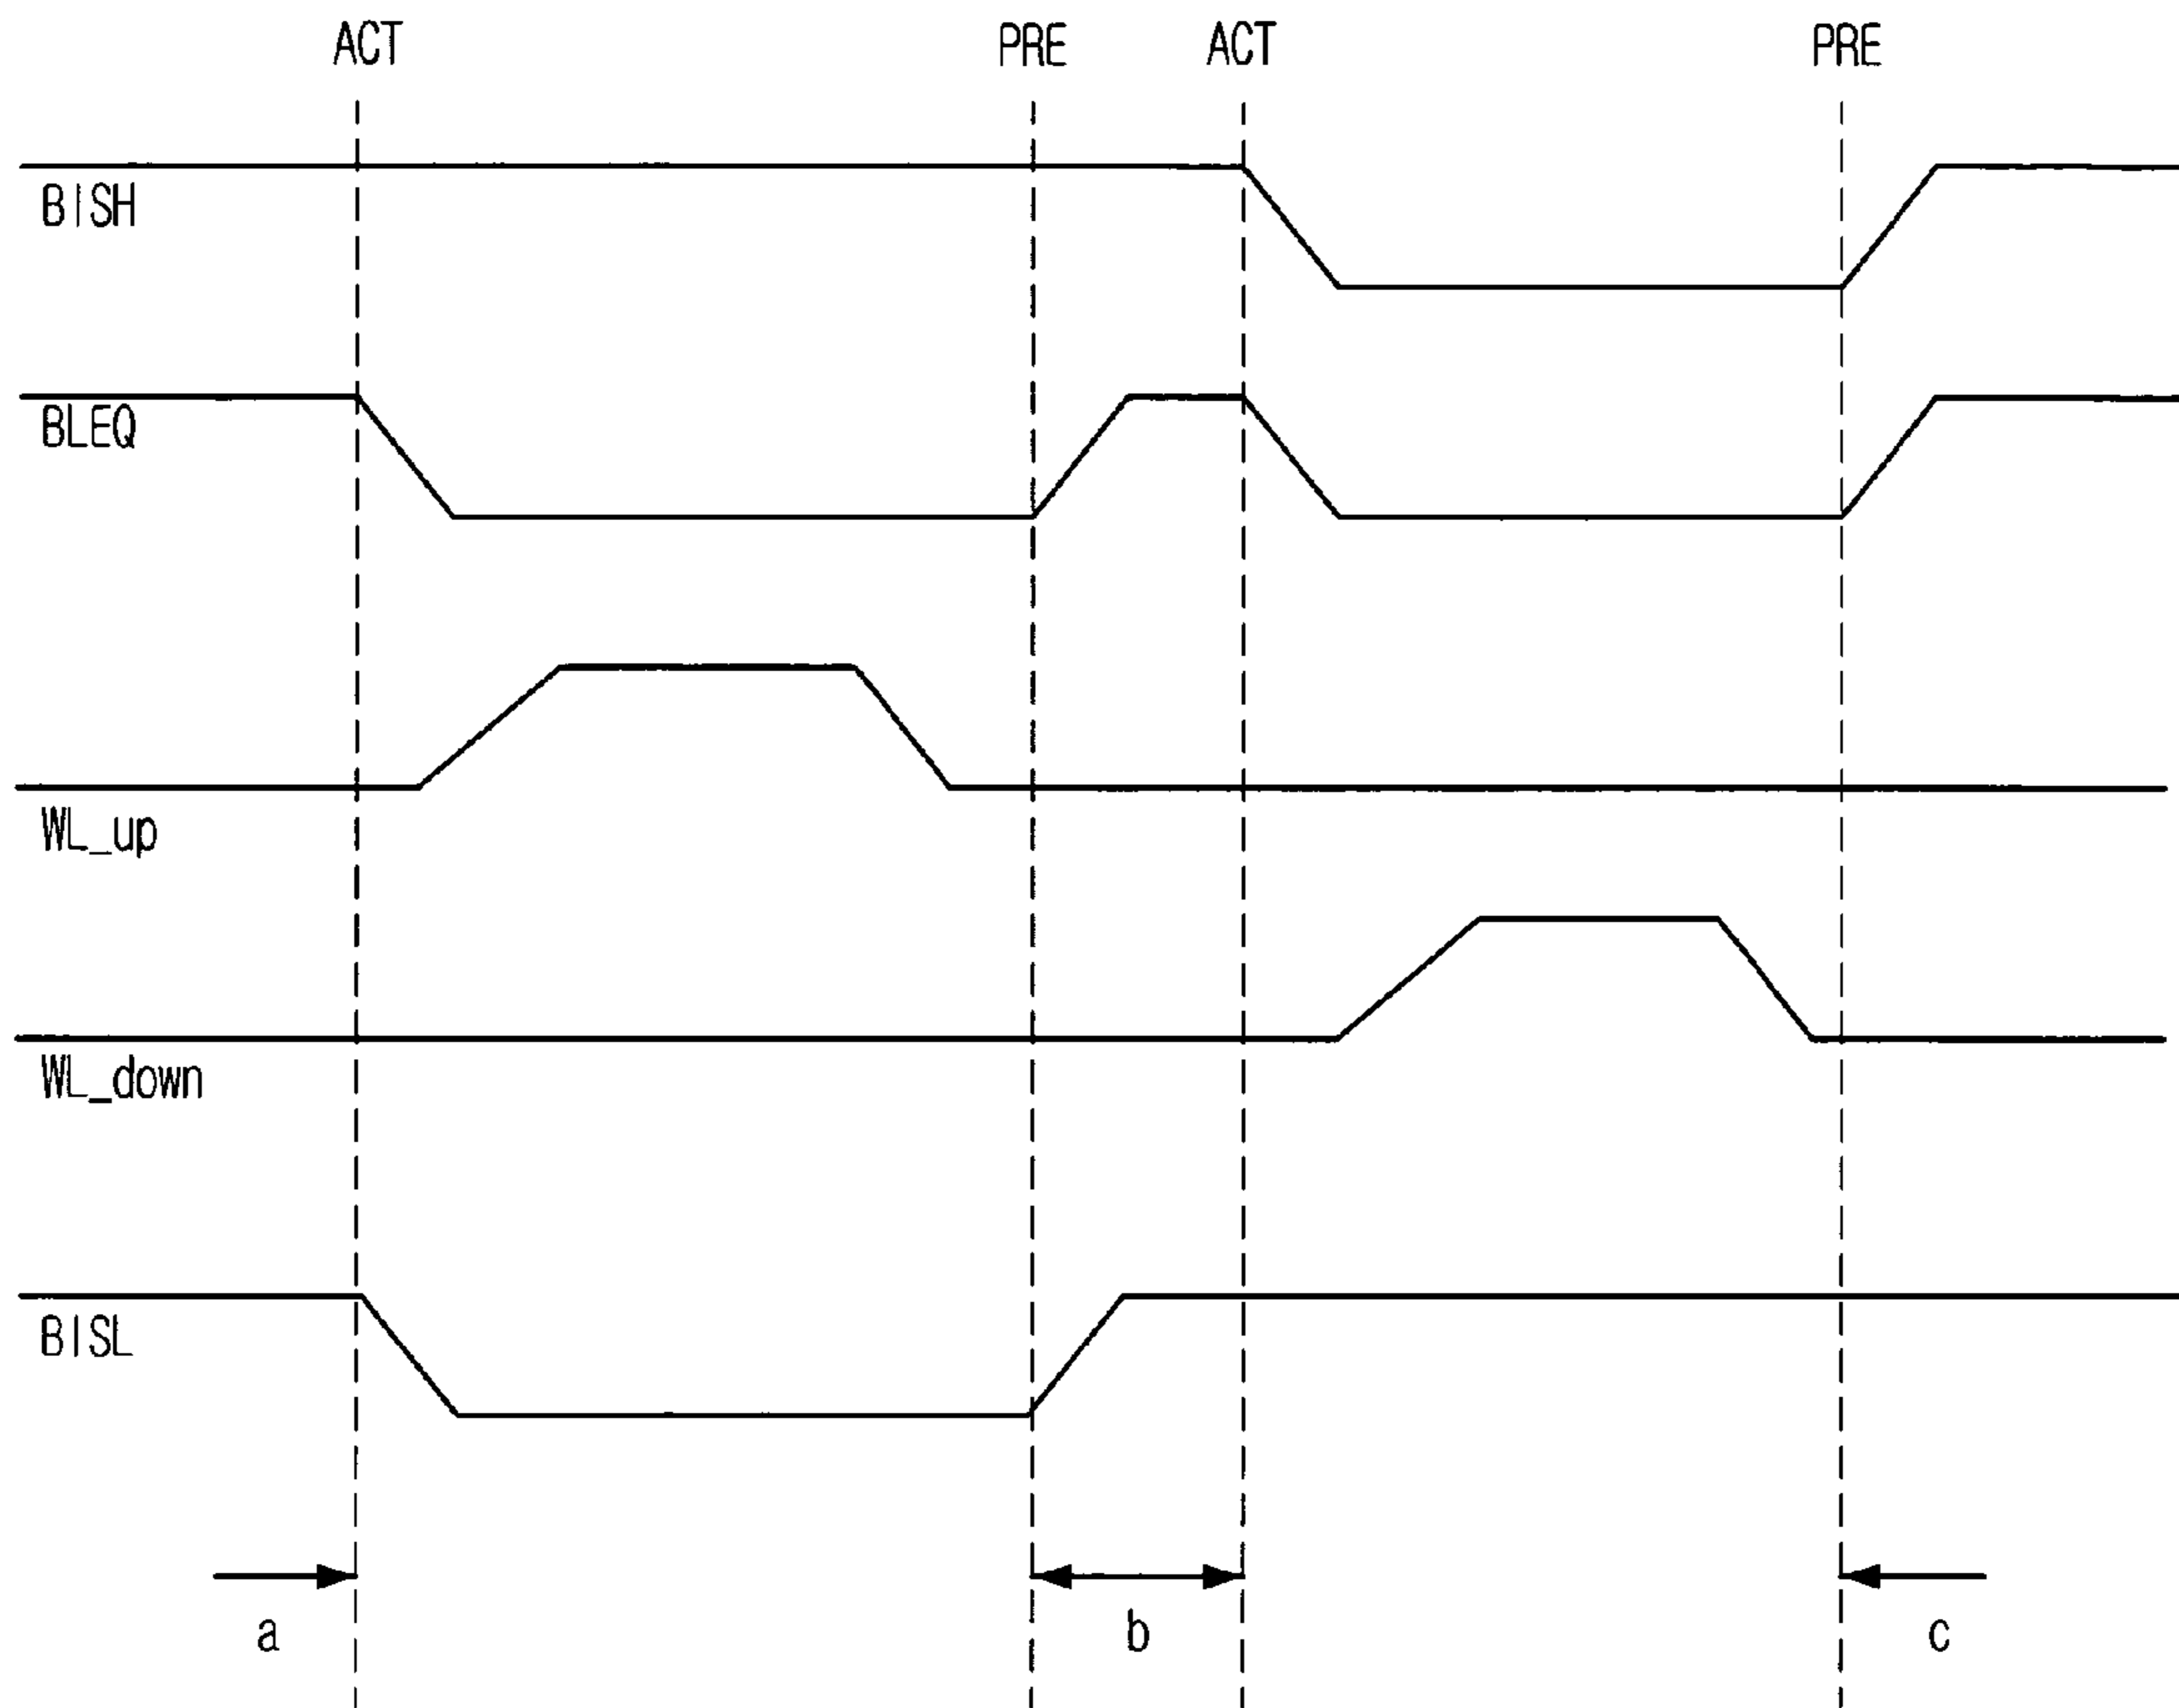 ACT PRE ACT PRE
BISH
BLEQ
WL_up
WL_down
BISL
a b c